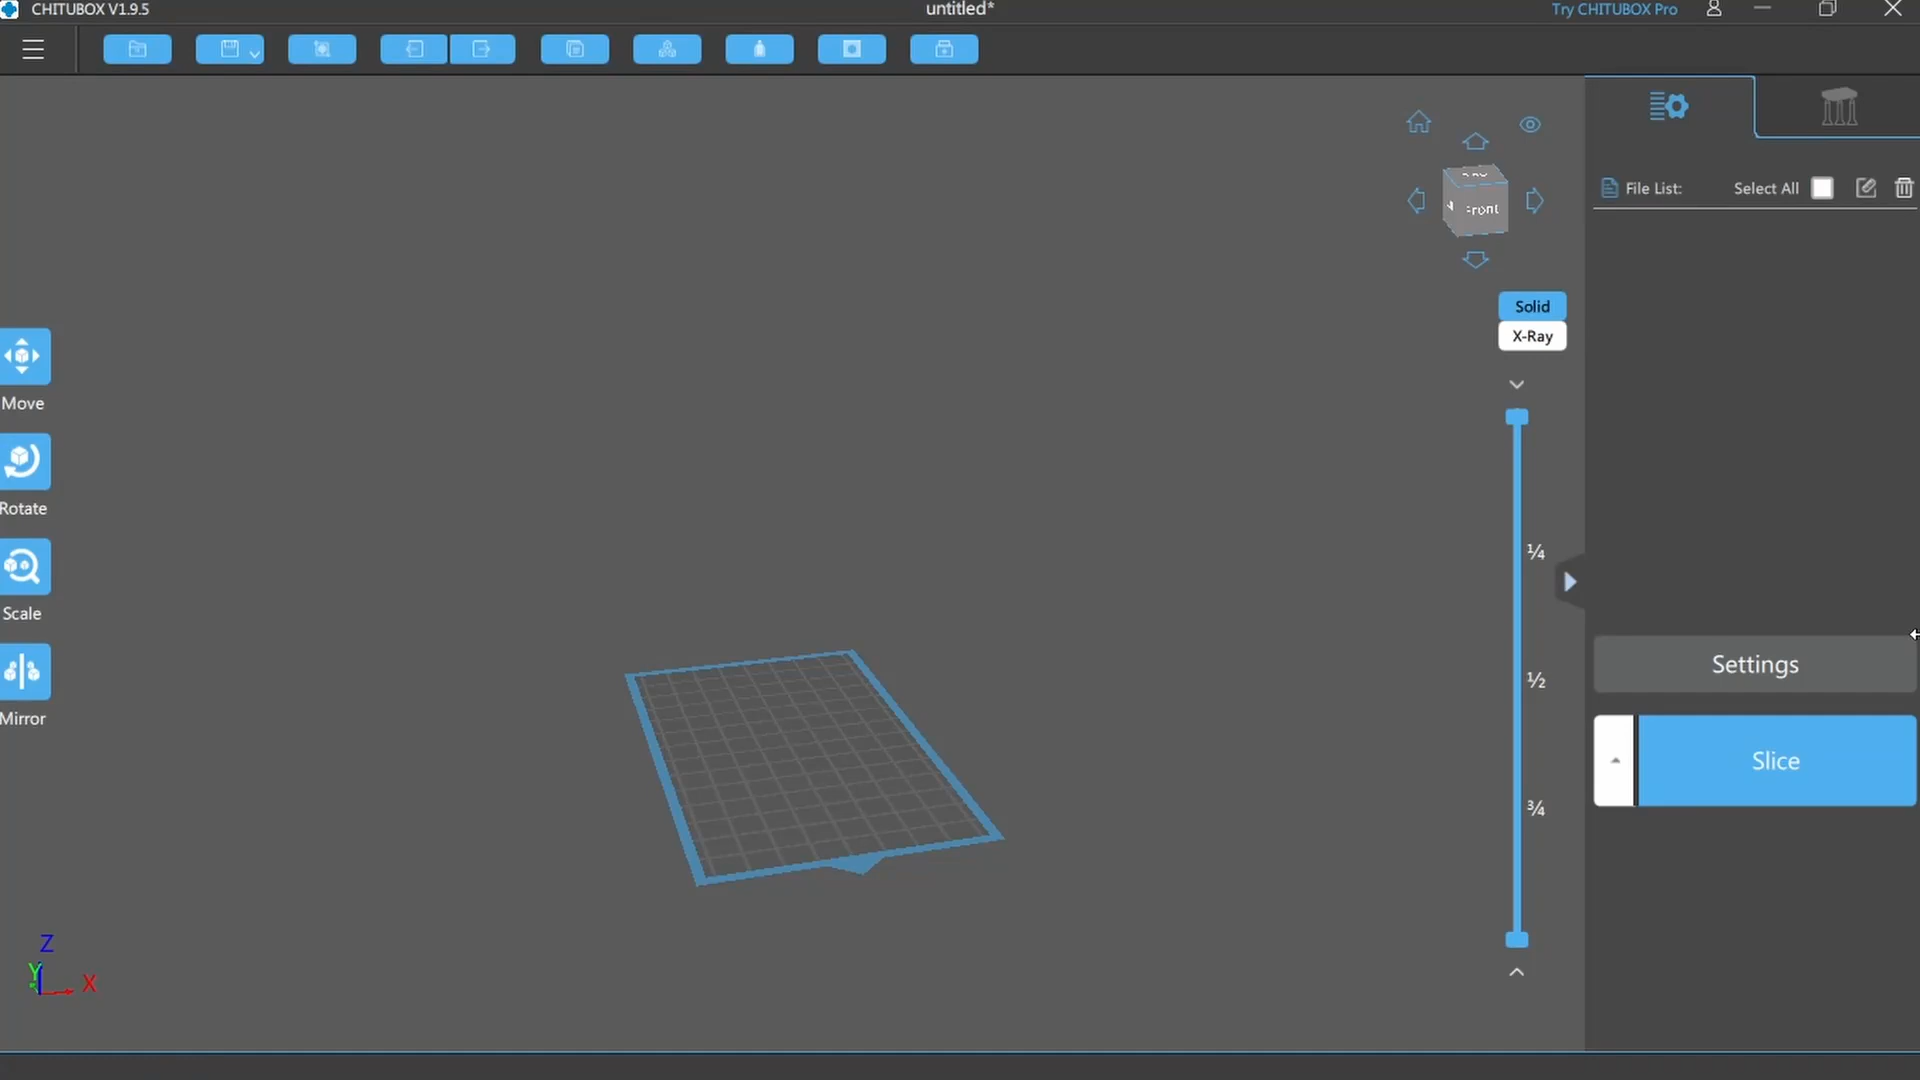 CHITUBOX V1.9.5
untitled*
Try CHITUBOX Pro
File List:
Select All
Front
Solid
X-Ray
Move
Rotate
Scale
Mirror
¼
½
¾
Settings
Slice
Z
Y
X